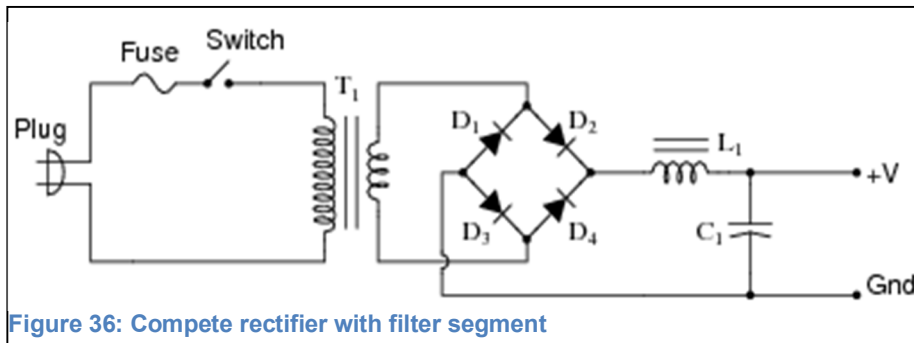 Fuse
Switch
Plug
T1
D1
D2
D3
D4
L1
C1
+V
Gnd
Figure 36: Compete rectifier with filter segment